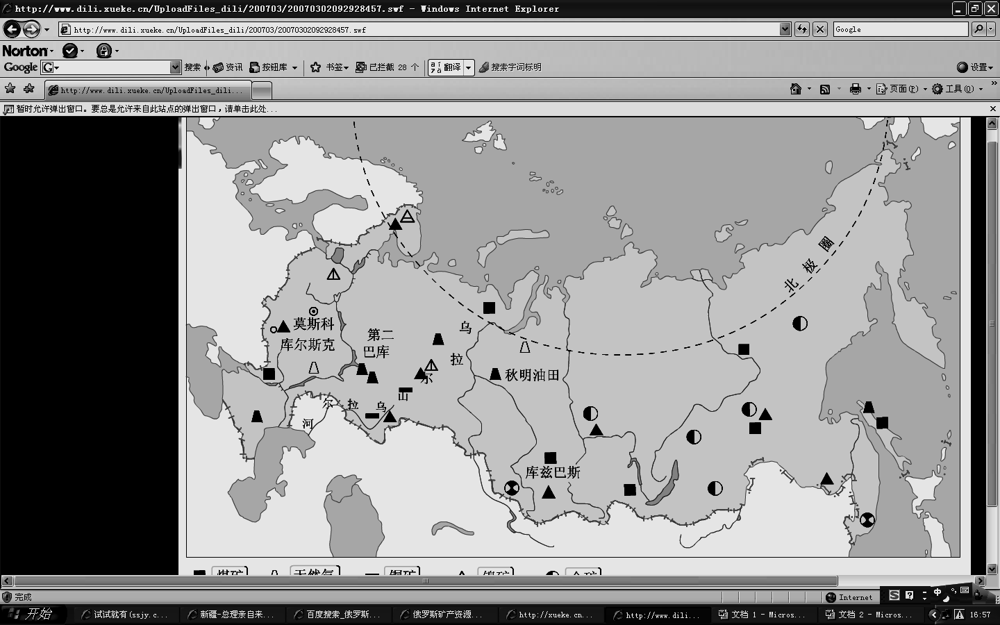 http://www.dili.xueke.cn/UploadFiles_dili/200703/20070302092928457.swf - Windows Internet Explorer
http://www.dili.xueke.cn/UploadFiles_dili/200703/20070302092928457.swf
Google
Norton
Google
G
搜索
资讯
按钮库
书签
已拦截 28 个
翻译
搜索字词标明
设置
http://www.dili.xueke.cn/UploadFiles_dili...
页面(P)
工具(O)
暂时允许弹出窗口。要总是允许来自此站点的弹出窗口，请单击此处...
北极圈
莫斯科
库尔斯克
第二
巴库
乌拉尔山
秋明油田
乌拉尔
河
库兹巴斯
煤矿
天然气
铜矿
镍矿
金矿
完成
Internet
中
开始
试试就有(ssjy.c...
新疆-总理亲自来...
百度搜索_俄罗斯...
俄罗斯矿产资源...
http://xueke.cn...
http://www.dili...
文档 1 - Micros...
文档 2 - Micros...
16:57